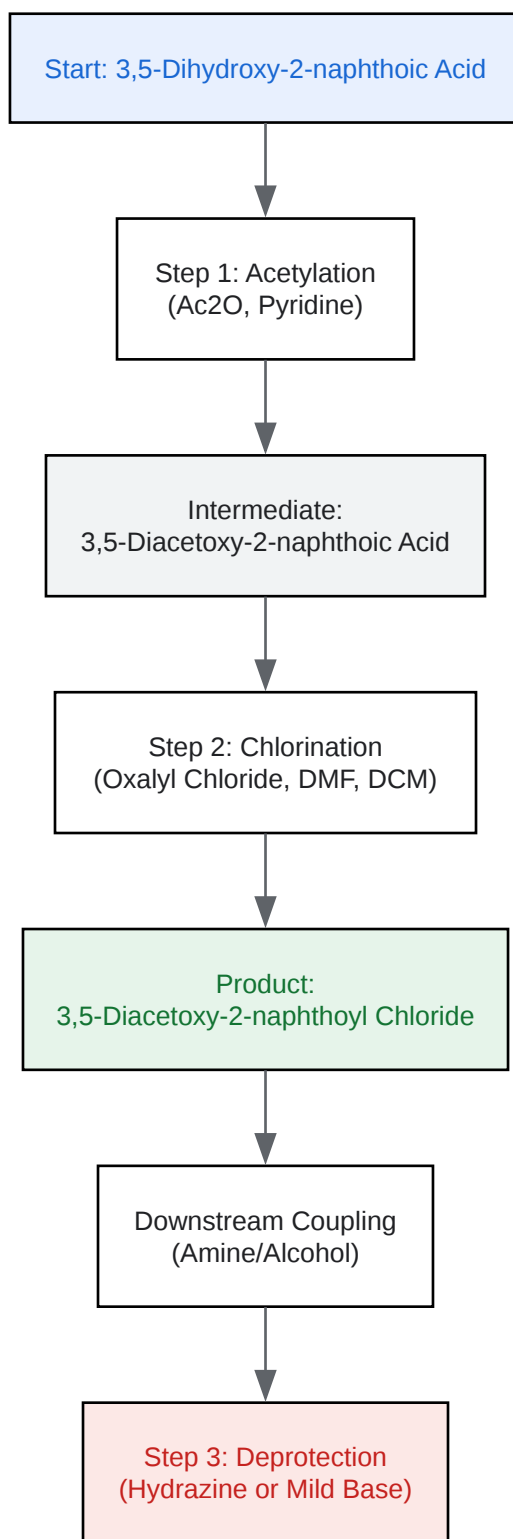 Start: 3,5-Dihydroxy-2-naphthoic Acid
Step 1: Acetylation
(Ac2O, Pyridine)
Intermediate:
3,5-Diacetoxy-2-naphthoic Acid
Step 2: Chlorination
(Oxalyl Chloride, DMF, DCM)
Product:
3,5-Diacetoxy-2-naphthoyl Chloride
Downstream Coupling
(Amine/Alcohol)
Step 3: Deprotection
(Hydrazine or Mild Base)